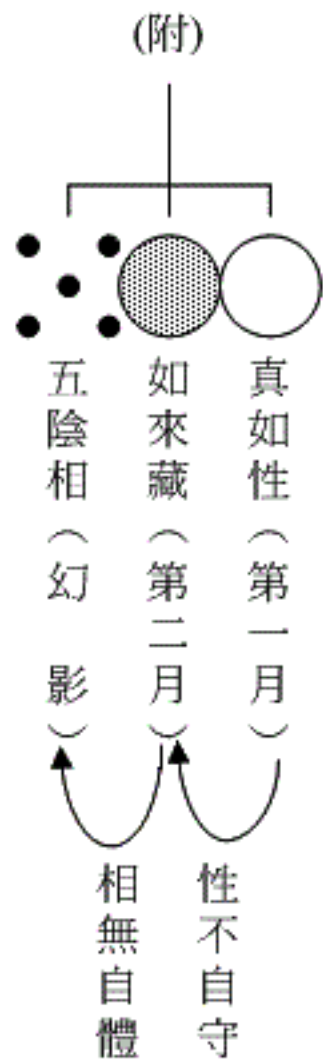 (附)
真如性（第一月）
如來藏（第二月）
五陰相（幻影）
性不自守
相無自體